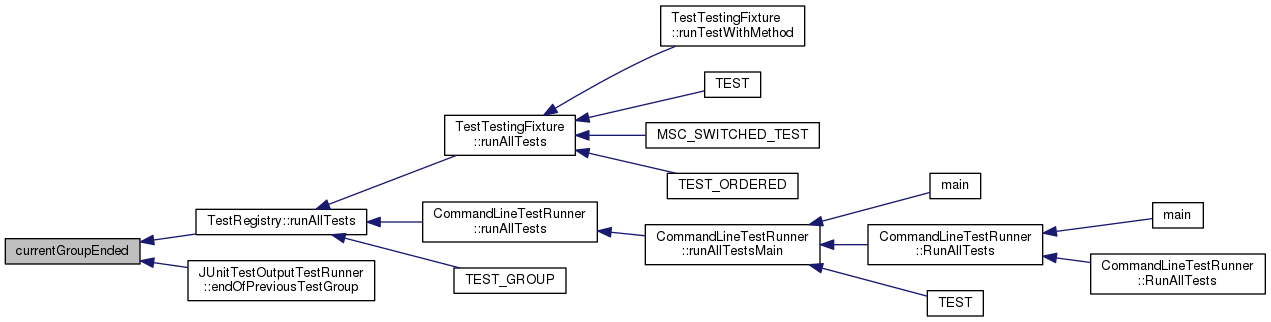 TestTestingFixture
::runTestWithMethod
TEST
TestTestingFixture
::runAllTests
MSC_SWITCHED_TEST
TEST_ORDERED
main
TestRegistry::runAllTests
CommandLineTestRunner
::runAllTests
main
currentGroupEnded
CommandLineTestRunner
::runAllTestsMain
CommandLineTestRunner
::RunAllTests
JUnitTestOutputTestRunner
::endOfPreviousTestGroup
TEST_GROUP
CommandLineTestRunner
::RunAllTests
TEST